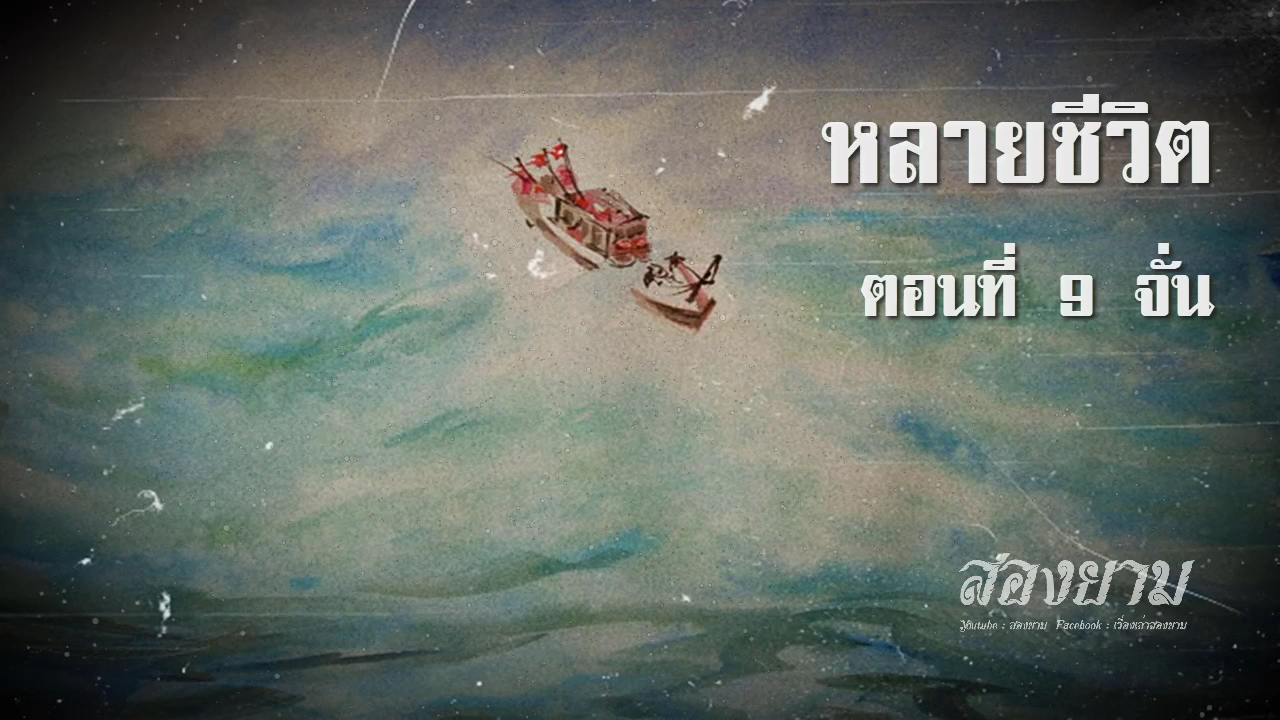 หลายชีวิต
ตอนที่ 9 จั่น
สองยาม
Youtube : สองยาม Facebook : เรื่องเล่าสองยาม